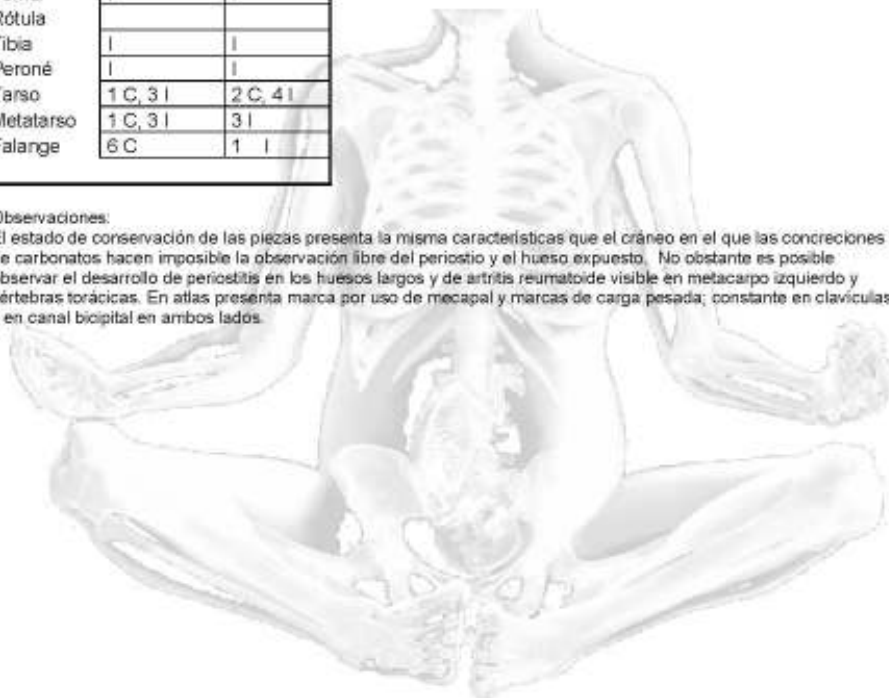 Rótula
Tibia I I
Peroné I I
Tarso 1 C, 3 I 2 C, 4 I
Metatarso 1 C, 3 I 3 I
Falange 6 C 1 I
Observaciones:
El estado de conservación de las piezas presenta la misma características que el cráneo en el que las concreciones
de carbonatos hacen imposible la observación libre del periostio y el hueso expuesto. No obstante es posible
observar el desarrollo de periostitis en los huesos largos y de artritis reumatoide visible en metacarpo izquierdo y
vértebras torácicas. En atlas presenta marca por uso de mecapal y marcas de carga pesada; constante en clavículas
en canal bicipital en ambos lados.